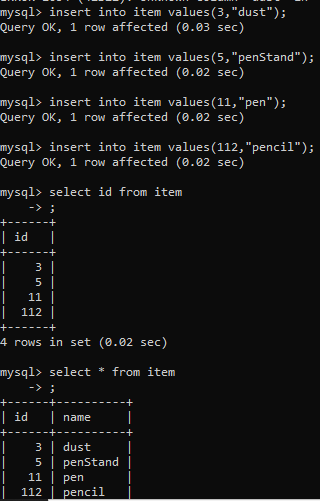 mysql> insert into item values(3,"dust");
Query OK, 1 row affected (0.03 sec)
mysql> insert into item values(5,"penStand");
Query OK, 1 row affected (0.02 sec)
mysql> insert into item values(11,"pen");
Query OK, 1 row affected (0.02 sec)
mysql> insert into item values(112,"pencil");
Query OK, 1 row affected (0.02 sec)
mysql> select id from item
    -> ;
+------+
| id   |
+------+
|    3 |
|    5 |
|   11 |
|  112 |
+------+
4 rows in set (0.02 sec)
mysql> select * from item
    -> ;
+------+----------+
| id   | name     |
+------+----------+
|    3 | dust     |
|    5 | penStand |
|   11 | pen      |
|  112 | pencil   |